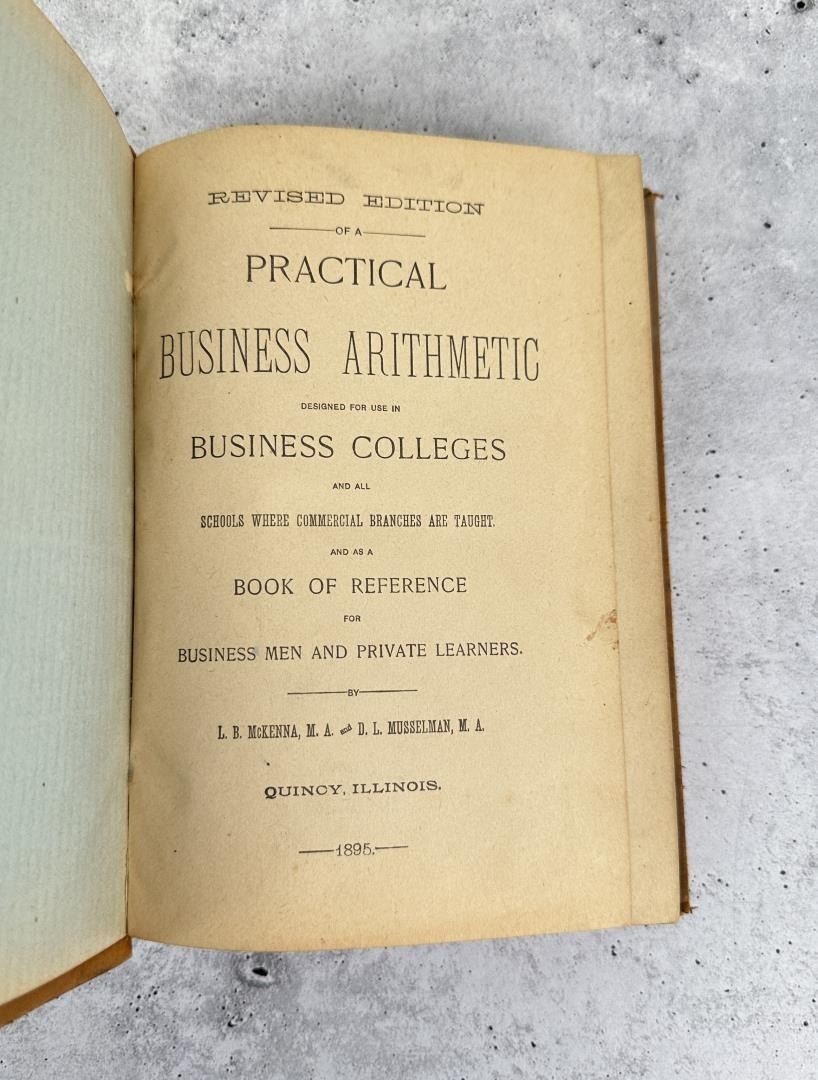 REVISED EDITION
OF A
PRACTICAL
BUSINESS ARITHMETIC
DESIGNED FOR USE IN
BUSINESS COLLEGES
AND ALL
SCHOOLS WHERE COMMERCIAL BRANCHES ARE TAUGHT.
AND AS A
BOOK OF REFERENCE
FOR
BUSINESS MEN AND PRIVATE LEARNERS.
BY
L. B. McKENNA, M. A. and D. L. MUSSELMAN, M. A.
QUINCY, ILLINOIS.
1895.